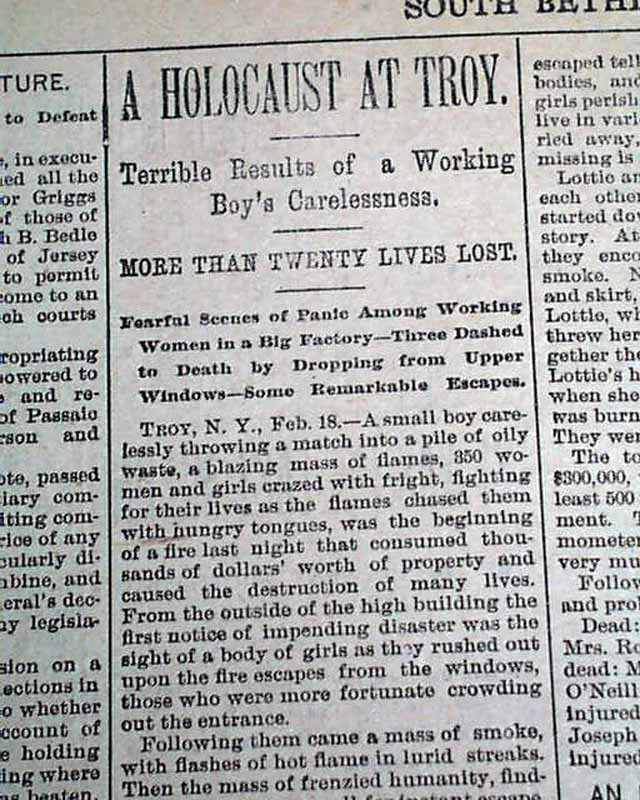 SOUTH BETHL
TURE.
to Defeat
e, in execu-
ed all the
or Griggs
f those of
h B. Bedle
of Jersey
to permit
come to an
ch courts
ropriating
powered to
s and re-
of Passaic
rson and
ote, passed
iary com-
iting com-
rice of any
cularly di-
mbine, and
eral's dec-
ny legisla-
sion on a
ections in
o whether
ccount of
e holding
ing where
as beaten.
A HOLOCAUST AT TROY.
Terrible Results of a Working
Boy's Carelessness.
MORE THAN TWENTY LIVES LOST.
Fearful Scenes of Panic Among Working
Women in a Big Factory—Three Dashed
to Death by Dropping from Upper
Windows—Some Remarkable Escapes.
TROY, N. Y., Feb. 18.—A small boy care-
lessly throwing a match into a pile of oily
waste, a blazing mass of flames, 350 wo-
men and girls crazed with fright, fighting
for their lives as the flames chased them
with hungry tongues, was the beginning
of a fire last night that consumed thou-
sands of dollars' worth of property and
caused the destruction of many lives.
From the outside of the high building the
first notice of impending disaster was the
sight of a body of girls as they rushed out
upon the fire escapes from the windows,
those who were more fortunate crowding
out the entrance.
Following them came a mass of smoke,
with flashes of hot flame in lurid streaks.
Then the mass of frenzied humanity, find-
escaped tell
bodies, and
girls perish
live in vari
ried away,
missing is
Lottie an
each other
started dov
story. At
they enco
smoke. N
and skirt,
Lottie, wh
threw her
gether the
Lottie's h
when she
was burn
They wer
The to
$300,000,
least 500
ment. T
mometer
very mu
Follow
and prob
Dead:
Mrs. Ro
dead: M
O'Neill
injured
Joseph
injured
AN